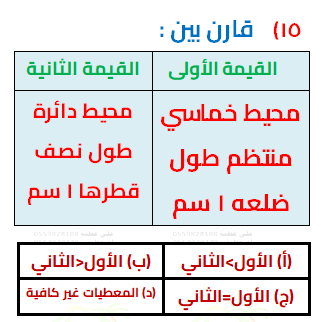 ١٥) قارن بين :
القيمة الأولى
القيمة الثانية
محيط خماسي
منتظم طول
ضلعه ١ سم
محيط دائرة
طول نصف
قطرها ١ سم
(أ) الأول>الثاني
(ب) الأول<الثاني
(ج) الأول=الثاني
(د) المعطيات غير كافية